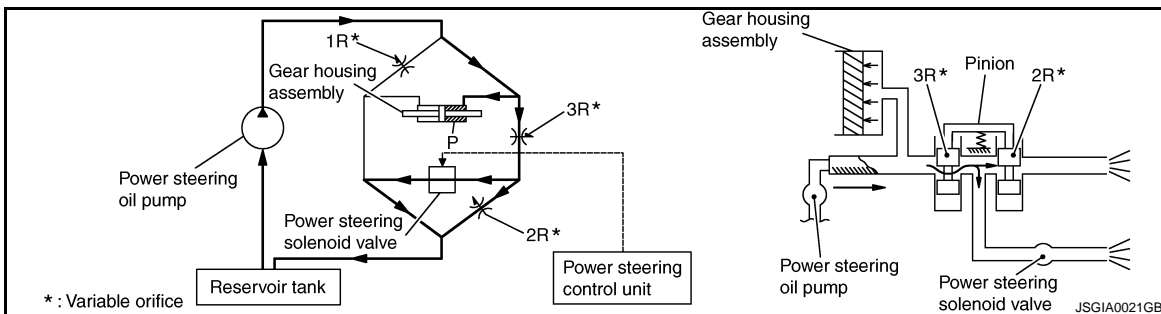 1R*
Gear housing
assembly
3R*
P
Power steering
oil pump
Power steering
solenoid valve
2R*
Reservoir tank
Power steering
control unit
* : Variable orifice
Gear housing
assembly
Pinion
3R*
2R*
Power steering
oil pump
Power steering
solenoid valve
JSGIA0021GB